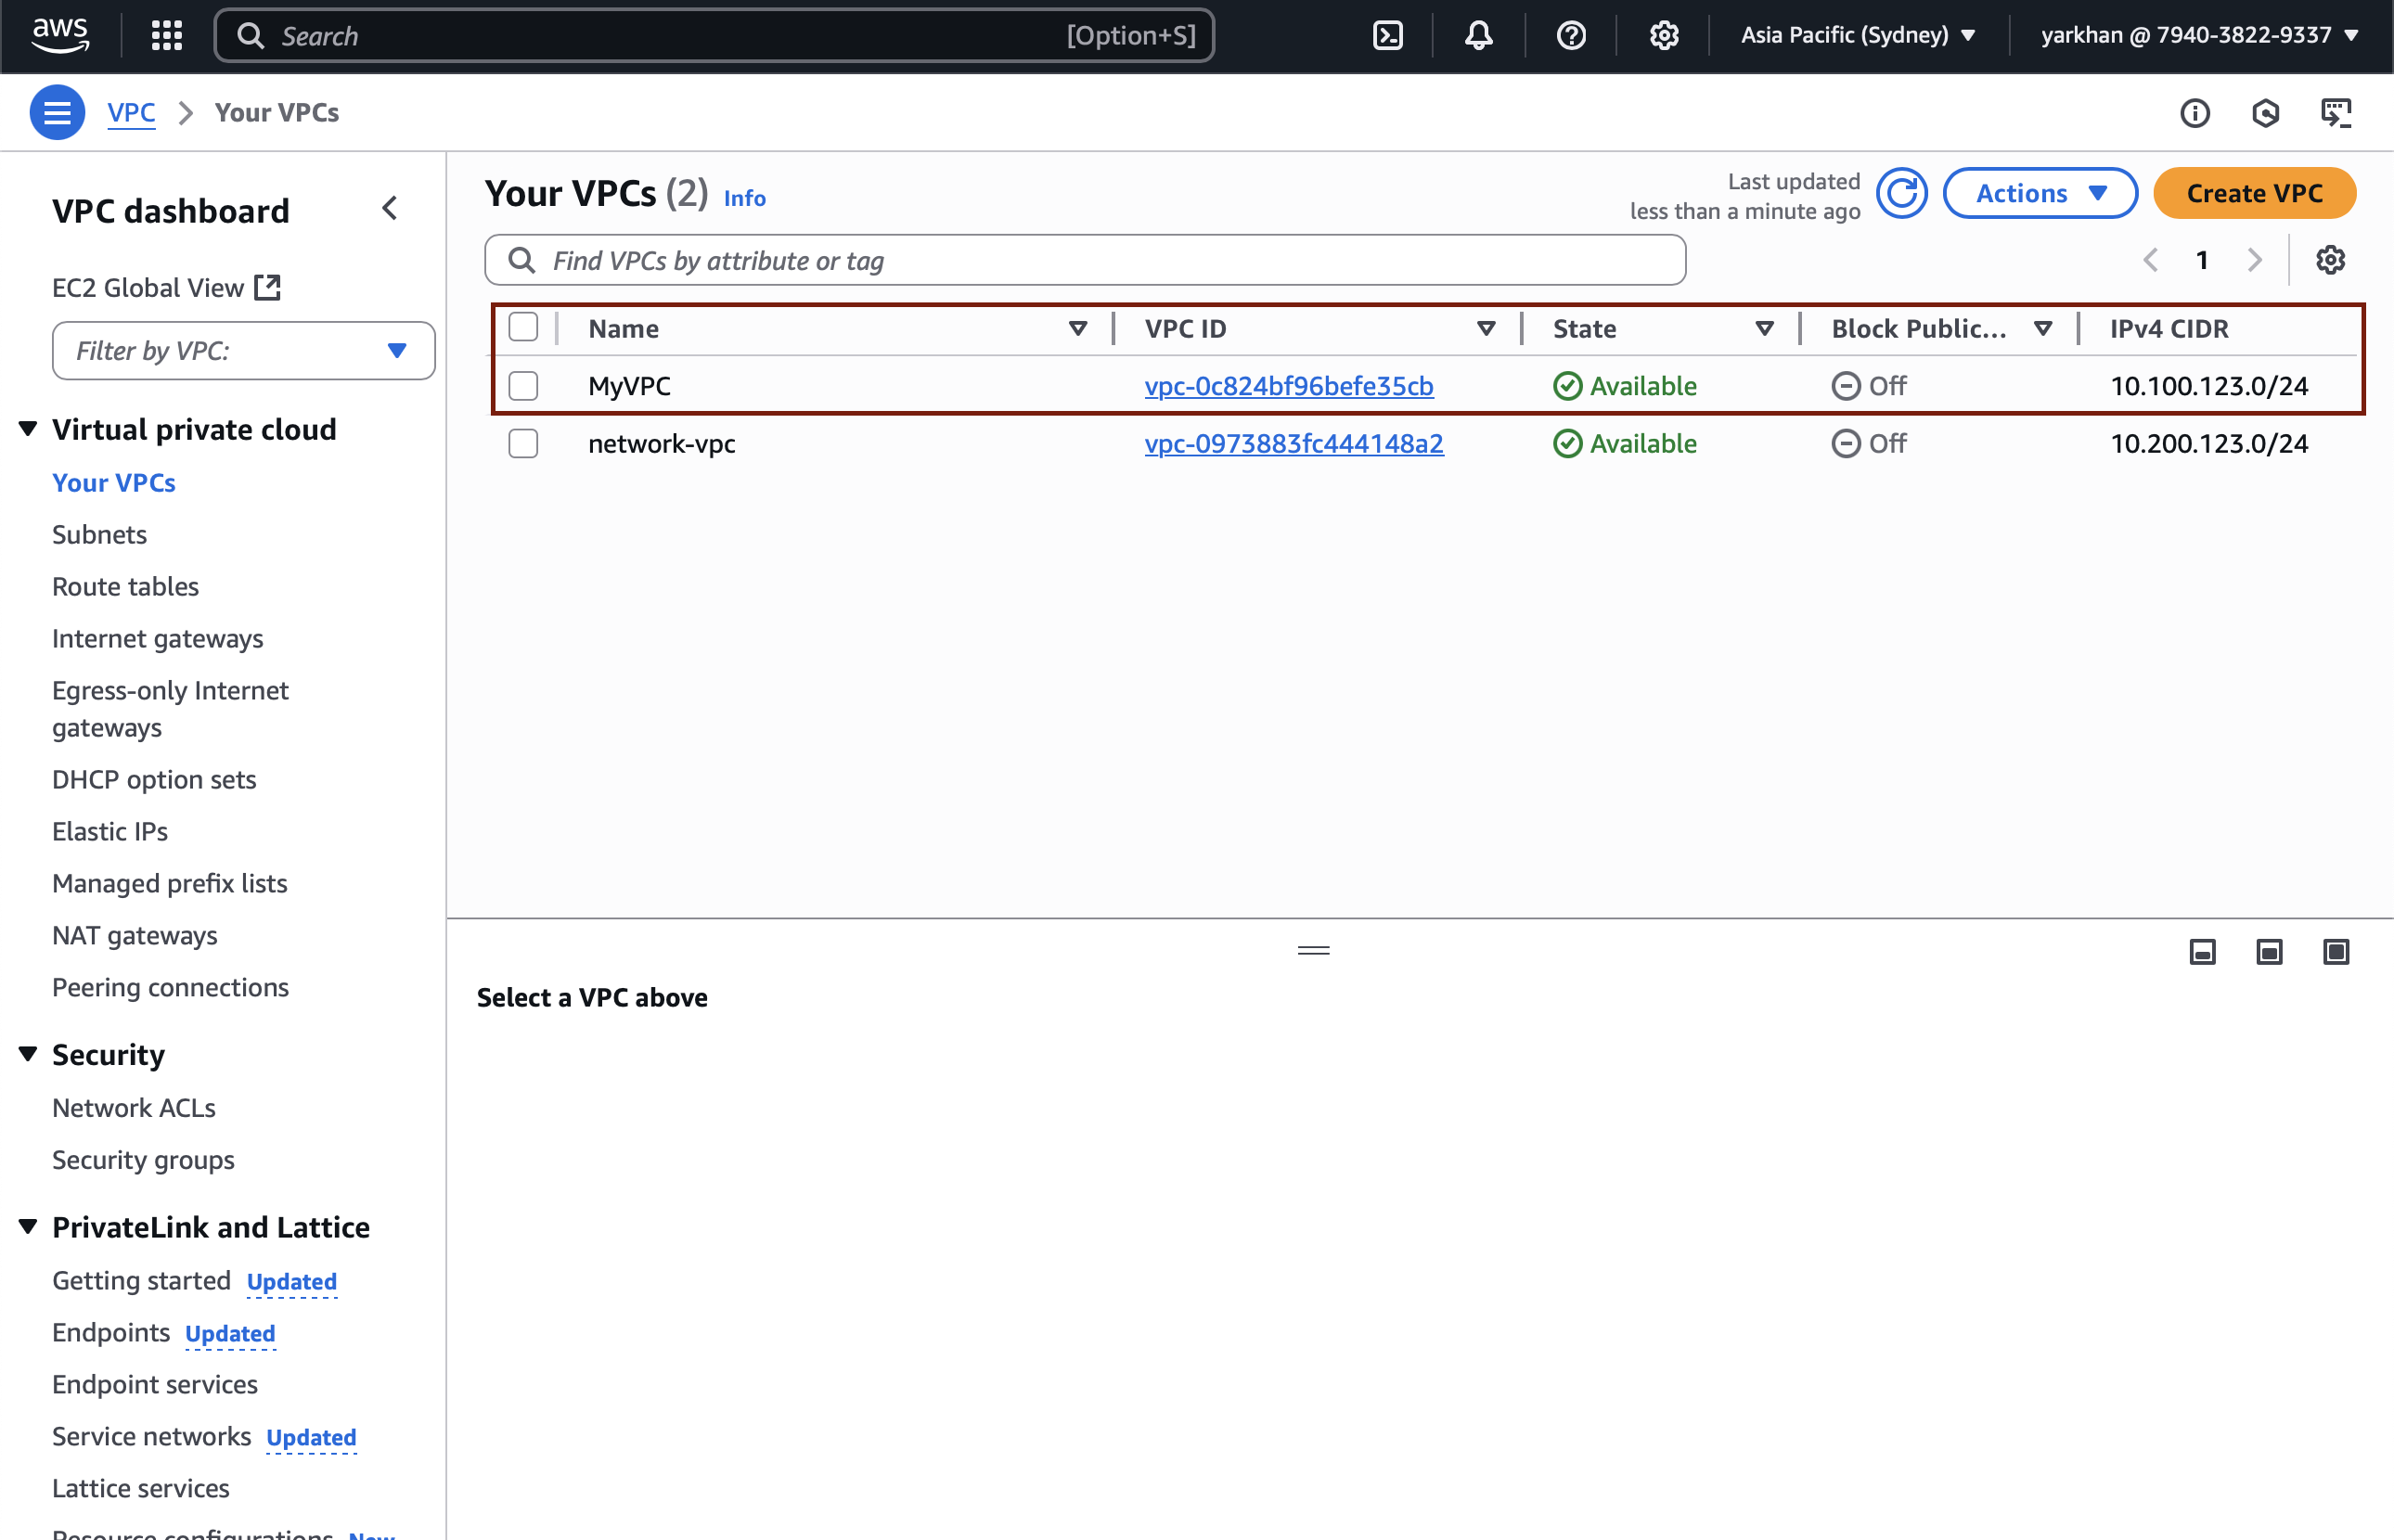 aws
Search [Option+S]
Asia Pacific (Sydney)
yarkhan @ 7940-3822-9337
VPC
Your VPCs
VPC dashboard
EC2 Global View
Filter by VPC:
Virtual private cloud
Your VPCs
Subnets
Route tables
Internet gateways
Egress-only Internet
gateways
DHCP option sets
Elastic IPs
Managed prefix lists
NAT gateways
Peering connections
Security
Network ACLs
Security groups
PrivateLink and Lattice
Getting started Updated
Endpoints Updated
Endpoint services
Service networks Updated
Lattice services
Resource configurations New
Your VPCs (2) Info
Last updated
less than a minute ago
Actions
Create VPC
Find VPCs by attribute or tag
1
Name VPC ID State Block Public... IPv4 CIDR
MyVPC vpc-0c824bf96befe35cb Available Off 10.100.123.0/24
network-vpc vpc-0973883fc444148a2 Available Off 10.200.123.0/24
Select a VPC above